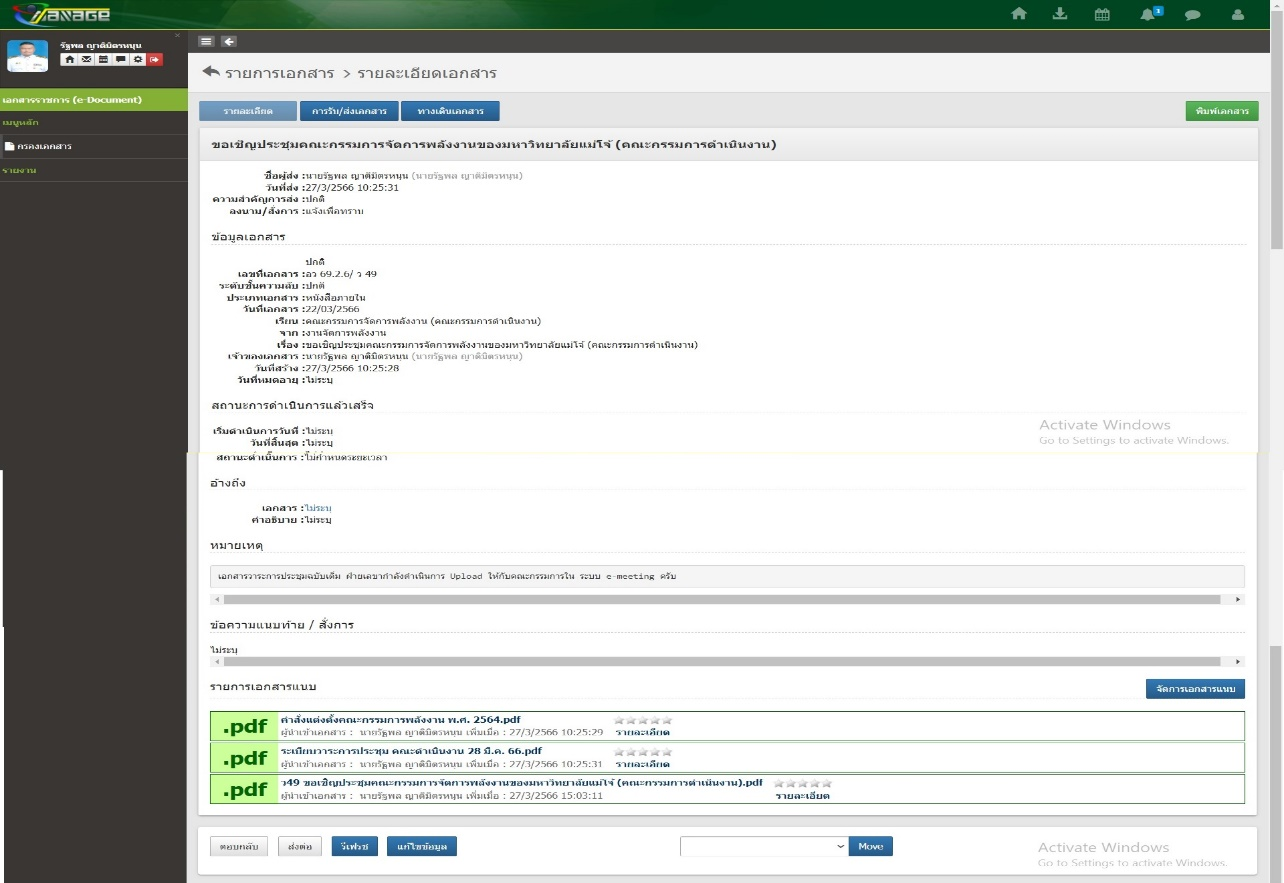 Manage
1
รัฐพล ญาติมิตรหนุน
เอกสารราชการ (e-Document)
เมนูหลัก
กรองเอกสาร
รายงาน
รายการเอกสาร > รายละเอียดเอกสาร
รายละเอียด การรับ/ส่งเอกสาร ทางเดินเอกสาร พิมพ์เอกสาร
ขอเชิญประชุมคณะกรรมการจัดการพลังงานของมหาวิทยาลัยแม่โจ้ (คณะกรรมการดำเนินงาน)
ชื่อผู้ส่ง :นายรัฐพล ญาติมิตรหนุน (นายรัฐพล ญาติมิตรหนุน)
วันที่ส่ง :27/3/2566 10:25:31
ความสำคัญการส่ง :ปกติ
ลงนาม/สั่งการ :แจ้งเพื่อทราบ
ข้อมูลเอกสาร
ปกติ
เลขที่เอกสาร :อว 69.2.6/ ว 49
ระดับชั้นความลับ :ปกติ
ประเภทเอกสาร :หนังสือภายใน
วันที่เอกสาร :22/03/2566
เรียน :คณะกรรมการจัดการพลังงาน (คณะกรรมการดำเนินงาน)
จาก :งานจัดการพลังงาน
เรื่อง :ขอเชิญประชุมคณะกรรมการจัดการพลังงานของมหาวิทยาลัยแม่โจ้ (คณะกรรมการดำเนินงาน)
เจ้าของเอกสาร :นายรัฐพล ญาติมิตรหนุน (นายรัฐพล ญาติมิตรหนุน)
วันที่สร้าง :27/3/2566 10:25:28
วันที่หมดอายุ :ไม่ระบุ
สถานะการดำเนินการแล้วเสร็จ
เริ่มดำเนินการวันที่ :ไม่ระบุ
วันที่สิ้นสุด :ไม่ระบุ
Activate Windows
Go to Settings to activate Windows.
สถานะดำเนินการ :ไม่กำหนดระยะเวลา
อ้างถึง
เอกสาร :ไม่ระบุ
คำอธิบาย :ไม่ระบุ
หมายเหตุ
เอกสารวาระการประชุมฉบับเต็ม ฝ่ายเลขากำลังดำเนินการ Upload ให้กับคณะกรรมการใน ระบบ e-meeting ครับ
ข้อความแนบท้าย / สั่งการ
ไม่ระบุ
รายการเอกสารแนบ จัดการเอกสารแนบ
.pdf คำสั่งแต่งตั้งคณะกรรมการพลังงาน พ.ศ. 2564.pdf
ผู้นำเข้าเอกสาร : นายรัฐพล ญาติมิตรหนุน เพิ่มเมื่อ : 27/3/2566 10:25:29 รายละเอียด
.pdf ระเบียบวาระการประชุม คณะดำเนินงาน 28 มี.ค. 66.pdf
ผู้นำเข้าเอกสาร : นายรัฐพล ญาติมิตรหนุน เพิ่มเมื่อ : 27/3/2566 10:25:31 รายละเอียด
.pdf ว49 ขอเชิญประชุมคณะกรรมการจัดการพลังงานของมหาวิทยาลัยแม่โจ้ (คณะกรรมการดำเนินงาน).pdf
ผู้นำเข้าเอกสาร : นายรัฐพล ญาติมิตรหนุน เพิ่มเมื่อ : 27/3/2566 15:03:11 รายละเอียด
ตอบกลับ ส่งต่อ รีเฟรช แก้ไขข้อมูล Move
Activate Windows
Go to Settings to activate Windows.